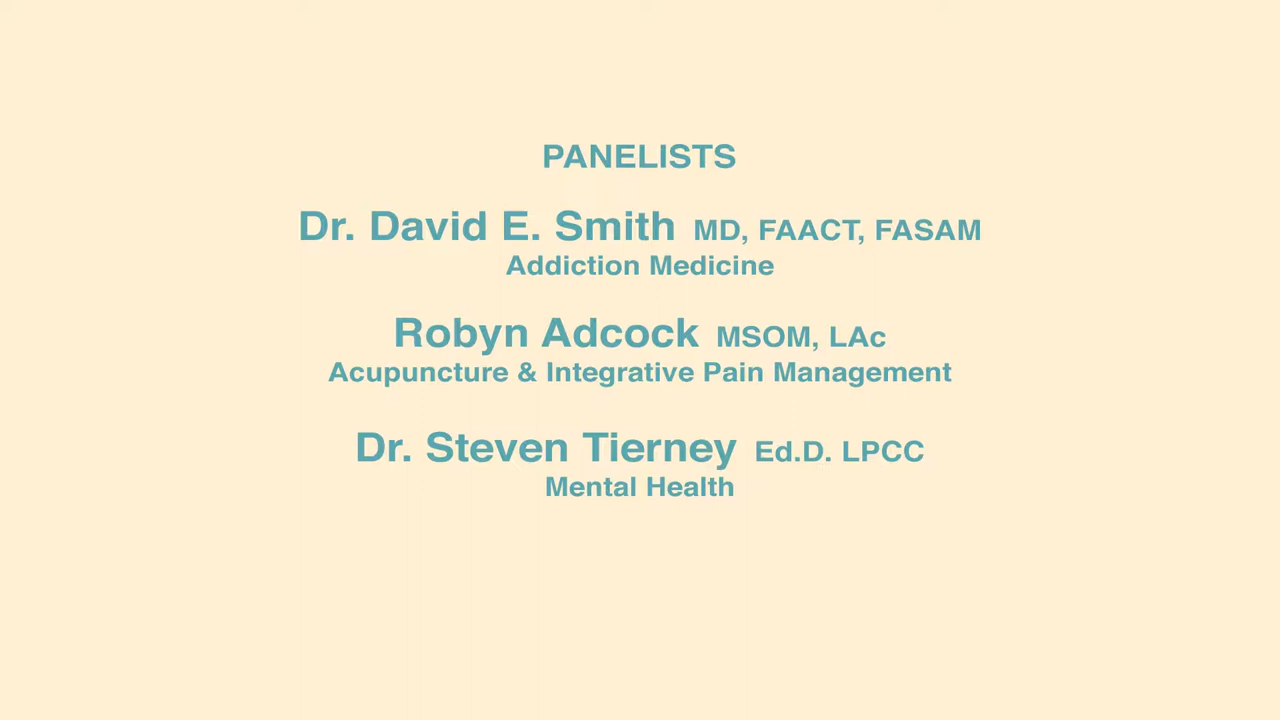 PANELISTS
Dr. David E. Smith MD, FAACT, FASAM
Addiction Medicine
Robyn Adcock MSOM, LAc
Acupuncture & Integrative Pain Management
Dr. Steven Tierney Ed.D. LPCC
Mental Health